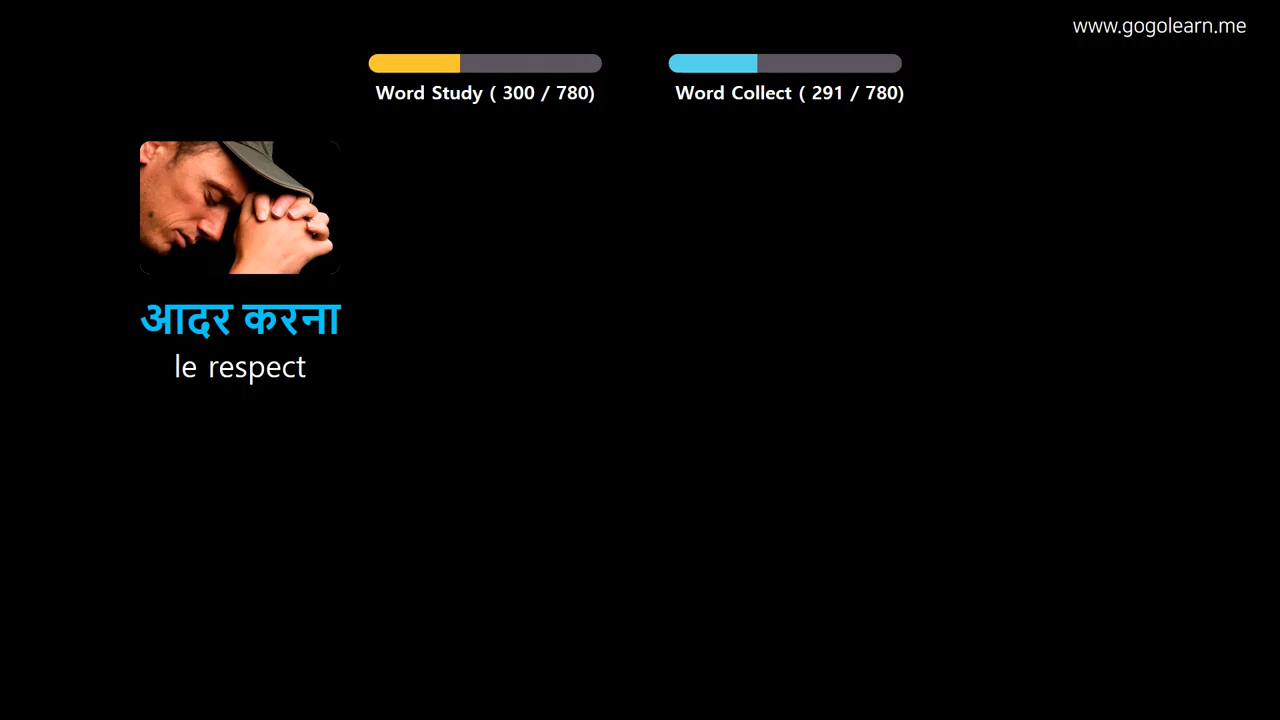 www.gogolearn.me
Word Study ( 300 / 780)
Word Collect ( 291 / 780)
आदर करना
le respect